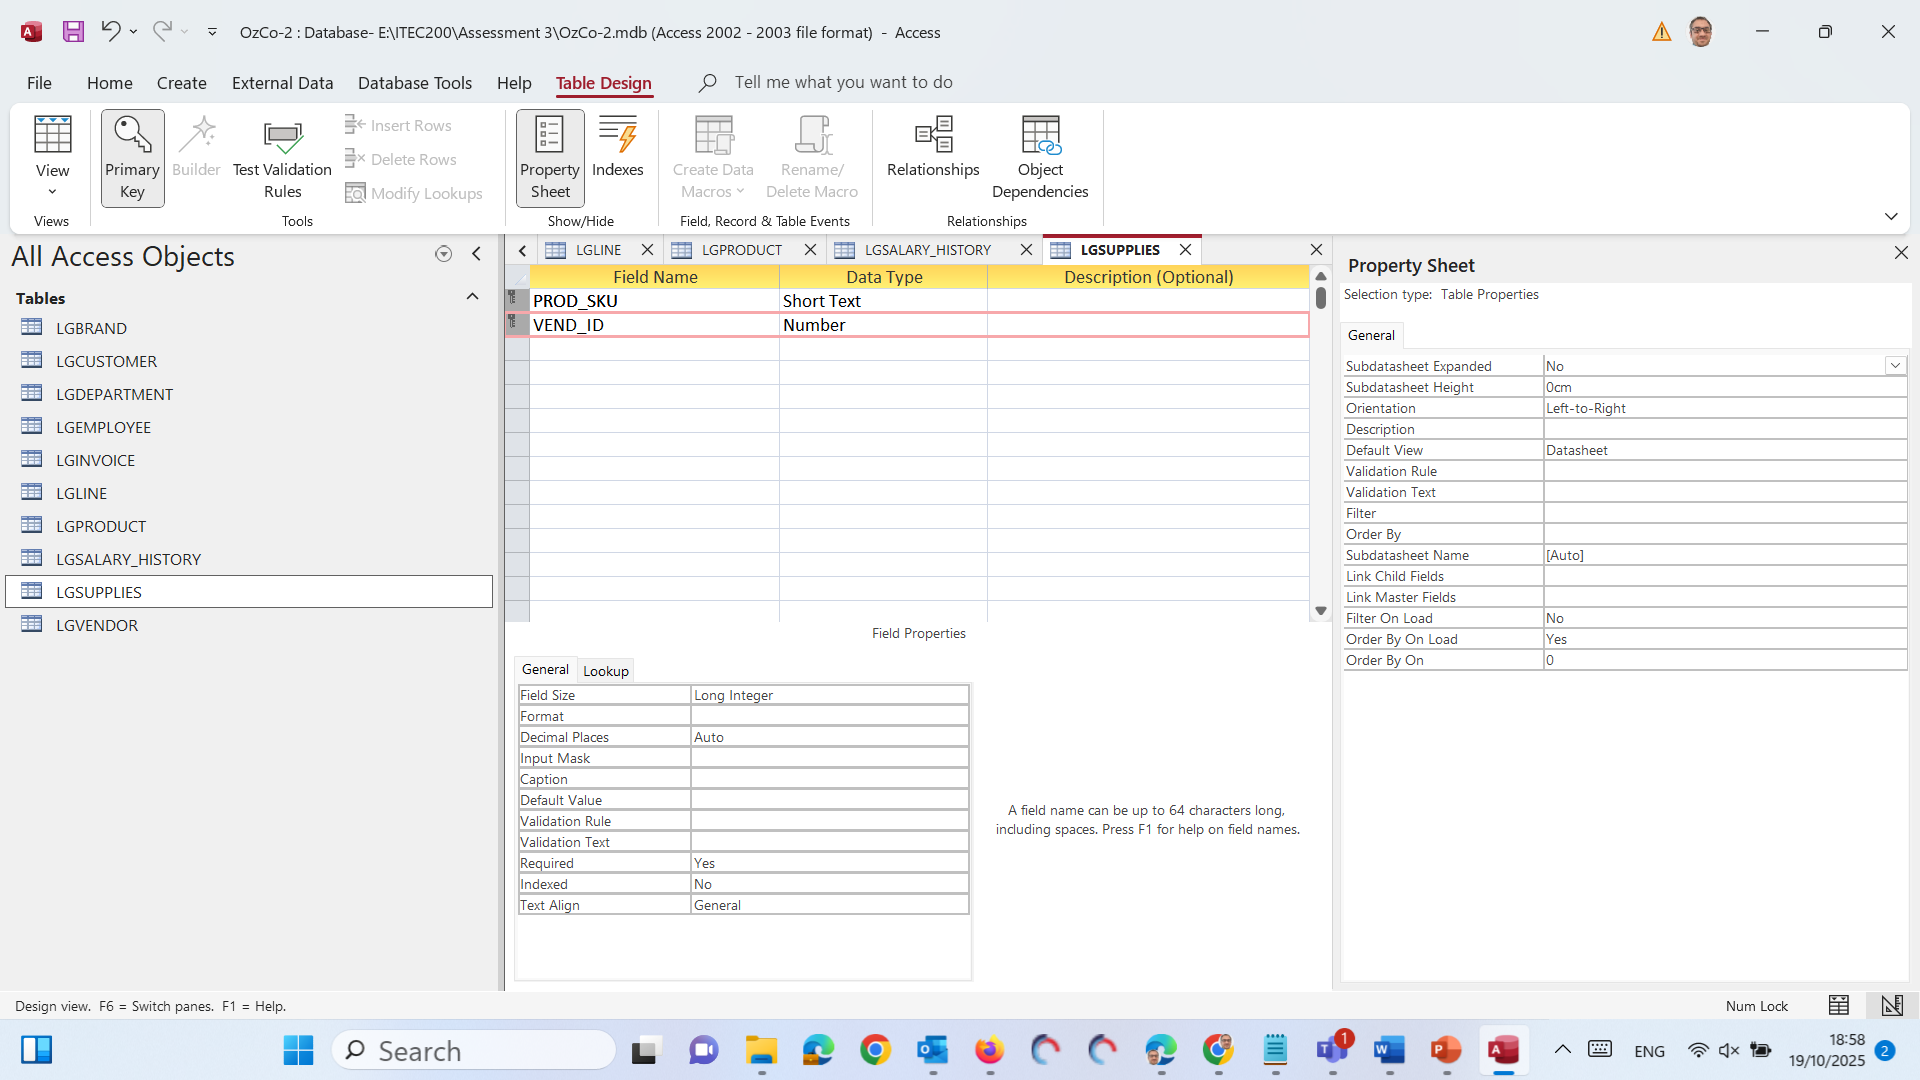 OzCo-2 : Database- E:\ITEC200\Assessment 3\OzCo-2.mdb (Access 2002 - 2003 file format) - Access
File Home Create External Data Database Tools Help Table Design Tell me what you want to do
View
Views
Primary Key
Builder
Test Validation Rules
Insert Rows
Delete Rows
Modify Lookups
Tools
Property Sheet
Indexes
Show/Hide
Create Data Macros
Rename/ Delete Macro
Field, Record & Table Events
Relationships
Object Dependencies
Relationships
All Access Objects
Tables
LGBRAND
LGCUSTOMER
LGDEPARTMENT
LGEMPLOYEE
LGINVOICE
LGLINE
LGPRODUCT
LGSALARY_HISTORY
LGSUPPLIES
LGVENDOR
LGLINE LGPRODUCT LGSALARY_HISTORY LGSUPPLIES
Field Name Data Type Description (Optional)
PROD_SKU Short Text
VEND_ID Number
Field Properties
General Lookup
Field Size Long Integer
Format
Decimal Places Auto
Input Mask
Caption
Default Value
Validation Rule
Validation Text
Required Yes
Indexed No
Text Align General
A field name can be up to 64 characters long,
including spaces. Press F1 for help on field names.
Property Sheet
Selection type: Table Properties
General
Subdatasheet Expanded No
Subdatasheet Height 0cm
Orientation Left-to-Right
Description
Default View Datasheet
Validation Rule
Validation Text
Filter
Order By
Subdatasheet Name [Auto]
Link Child Fields
Link Master Fields
Filter On Load No
Order By On Load Yes
Order By On 0
Design view. F6 = Switch panes. F1 = Help.
Num Lock
Search
1
ENG
18:58
19/10/2025
2